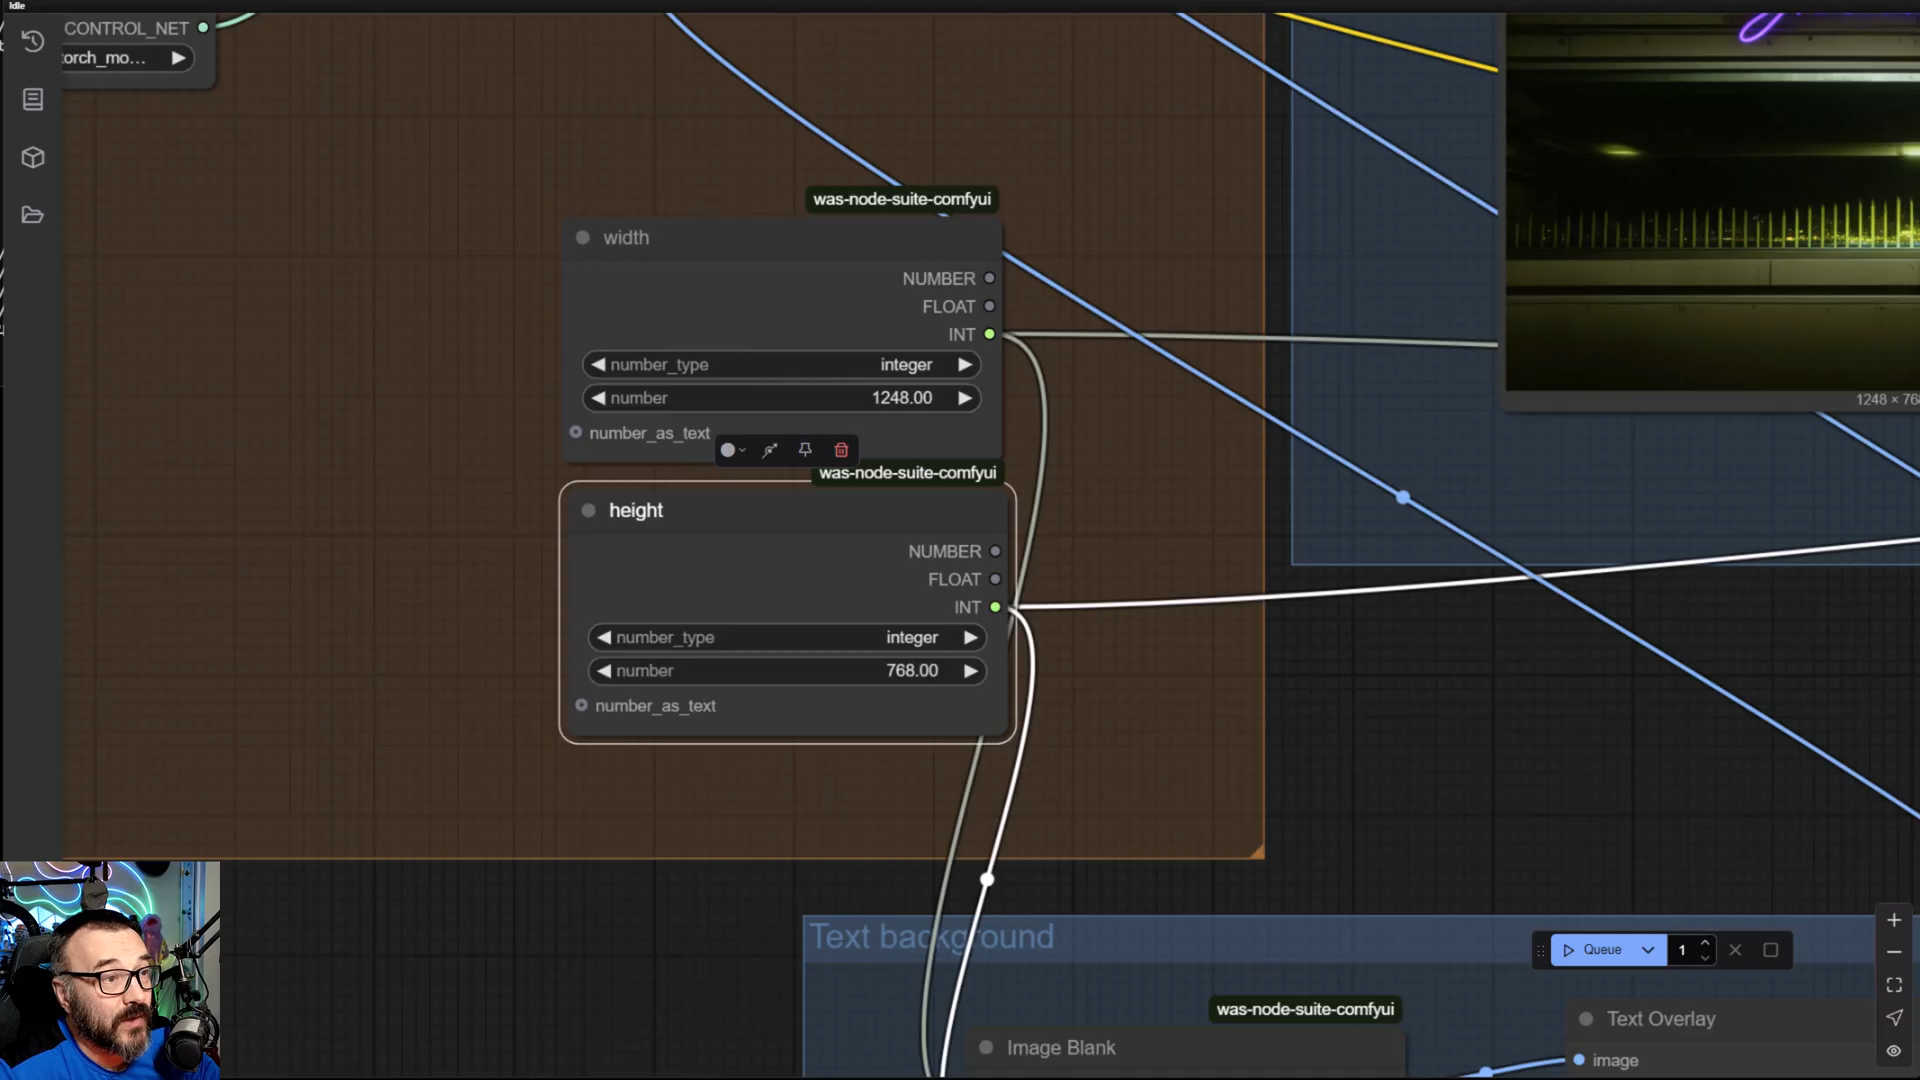 Idle
CONTROL_NET
torch_mo...
was-node-suite-comfyui
width
NUMBER
FLOAT
INT
number_type integer
number 1248.00
number_as_text
1248 × 768
was-node-suite-comfyui
height
NUMBER
FLOAT
INT
number_type integer
number 768.00
number_as_text
Text background
Queue 1
was-node-suite-comfyui
Text Overlay
Image Blank
image